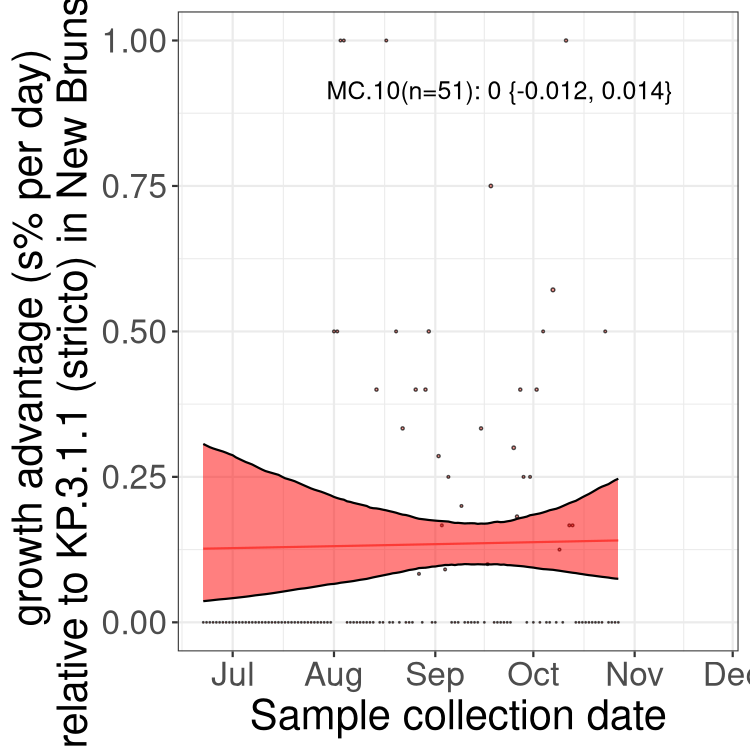 growth advantage (s% per day)
relative to KP.3.1.1 (stricto) in New Bruns
1.00
0.75
0.50
0.25
0.00
MC.10(n=51): 0 {-0.012, 0.014}
Jul Aug Sep Oct Nov Dec
Sample collection date